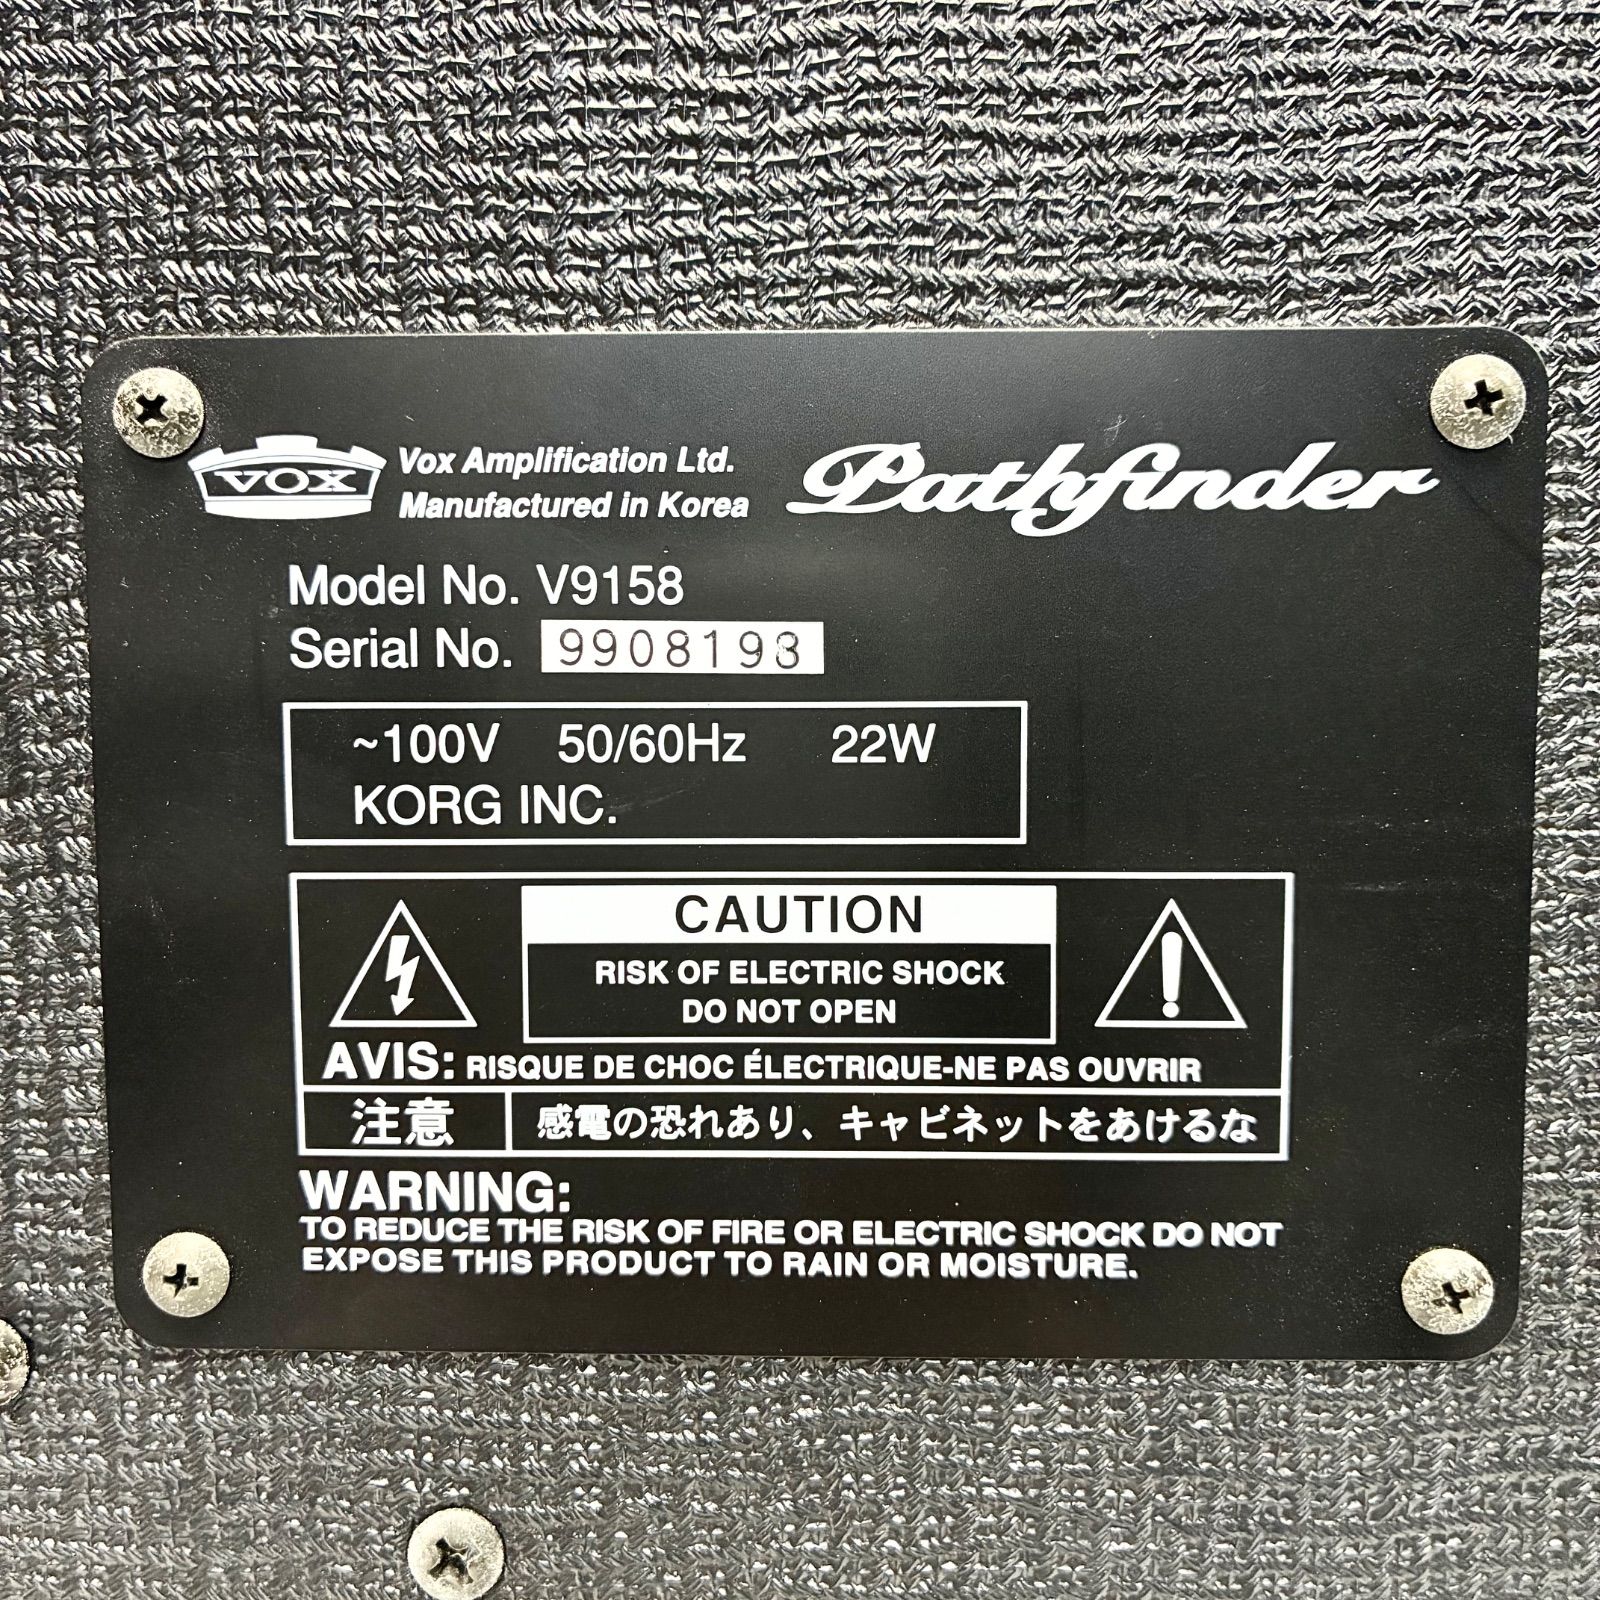 VOX
Vox Amplification Ltd.
Manufactured in Korea
Pathfinder
Model No. V9158
Serial No. 9908198
~100V 50/60Hz 22W
KORG INC.
CAUTION
RISK OF ELECTRIC SHOCK
DO NOT OPEN
AVIS: RISQUE DE CHOC ÉLECTRIQUE-NE PAS OUVRIR
注意 感電の恐れあり、キャビネットをあけるな
WARNING:
TO REDUCE THE RISK OF FIRE OR ELECTRIC SHOCK DO NOT
EXPOSE THIS PRODUCT TO RAIN OR MOISTURE.